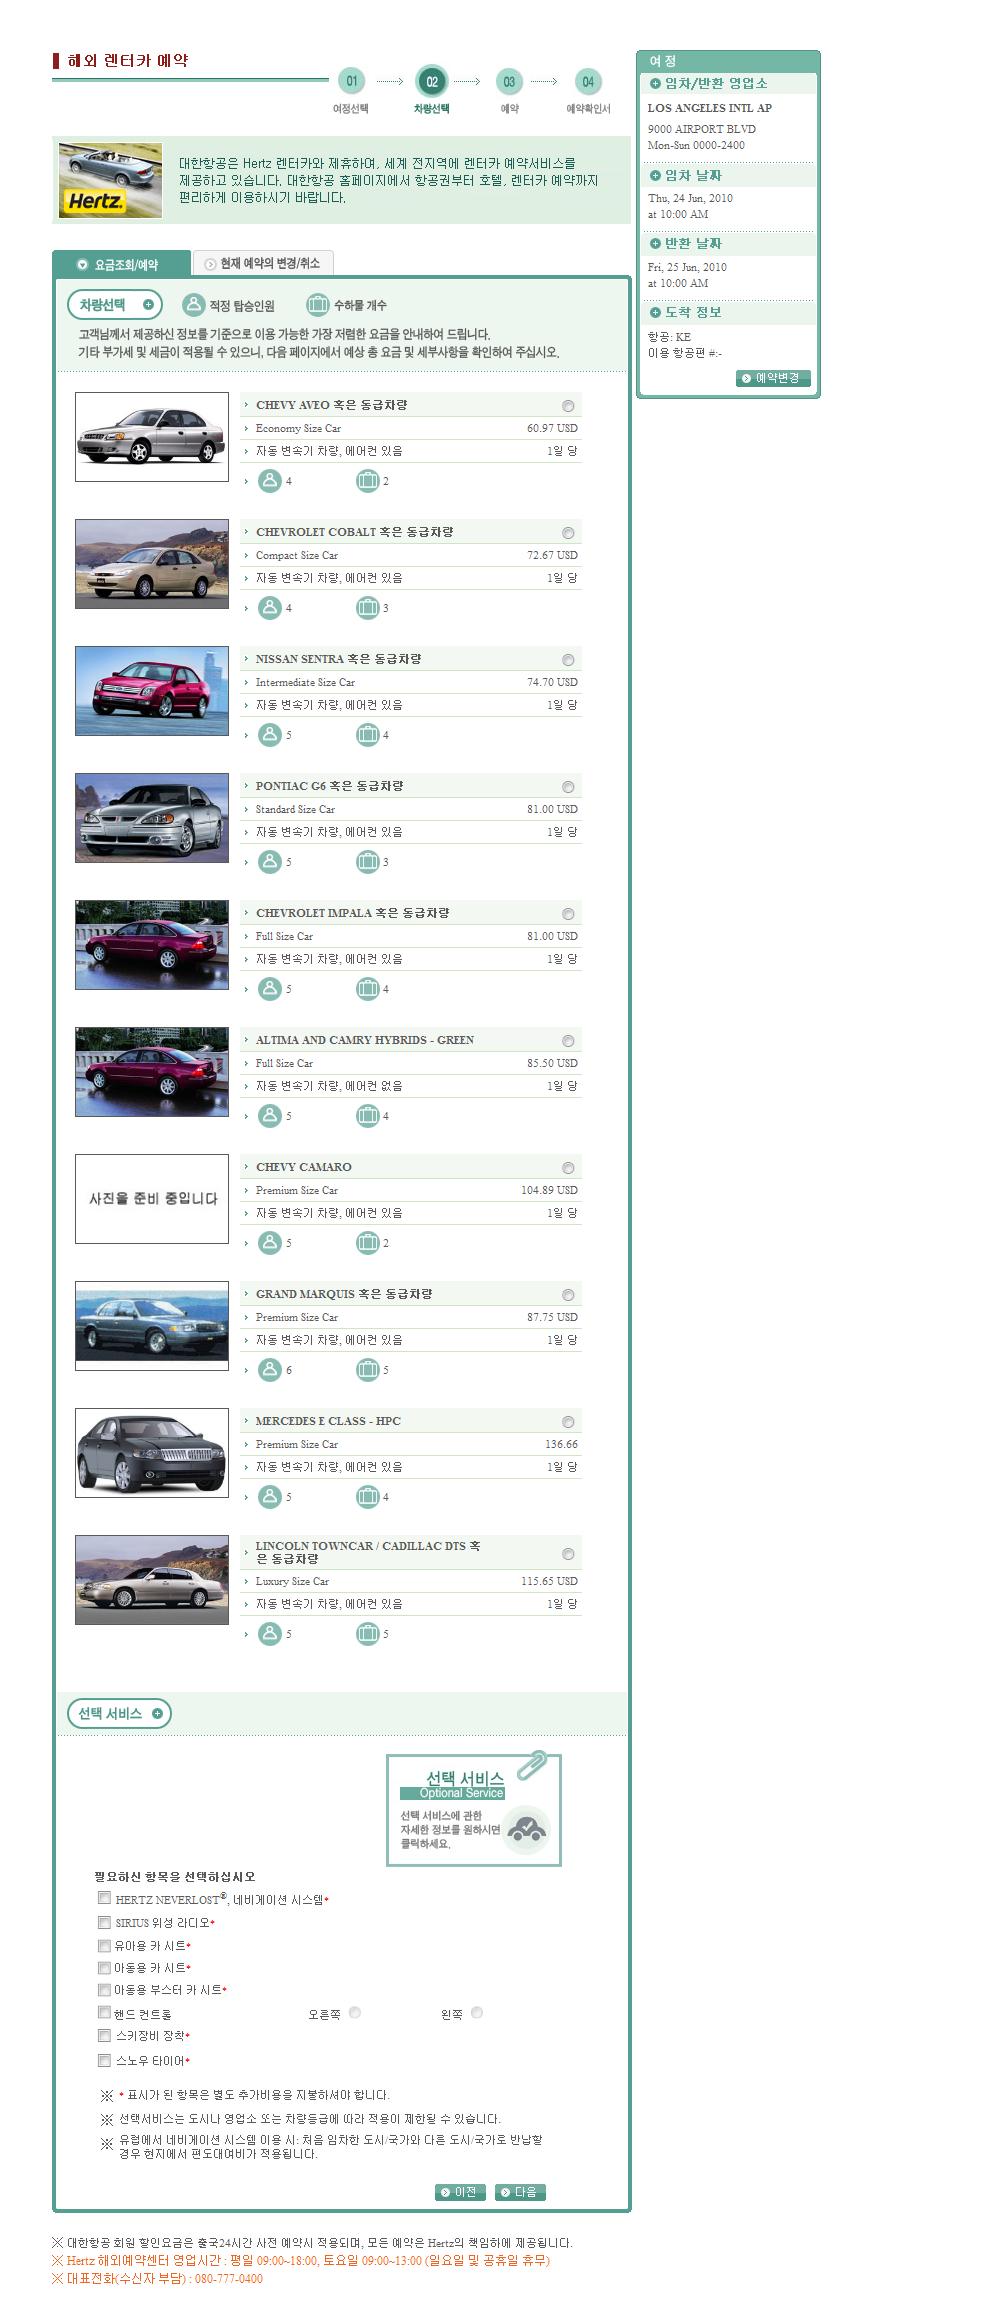 해외 렌터카 예약
01 02 03 04
여정선택 차량선택 예약 예약확인서
Hertz.
대한항공은 Hertz 렌터카와 제휴하여, 세계 전지역에 렌터카 예약서비스를
제공하고 있습니다. 대한항공 홈페이지에서 항공권부터 호텔, 렌터카 예약까지
편리하게 이용하시기 바랍니다.
여정
임차/반환 영업소
LOS ANGELES INTL AP
9000 AIRPORT BLVD
Mon-Sun 0000-2400
임차 날짜
Thu, 24 Jun, 2010
at 10:00 AM
반환 날짜
Fri, 25 Jun, 2010
at 10:00 AM
도착 정보
항공: KE
이용 항공편 #:-
예약변경
요금조회/예약 현재 예약의 변경/취소
차량선택 적정 탑승인원 수하물 개수
고객님께서 제공하신 정보를 기준으로 이용 가능한 가장 저렴한 요금을 안내하여 드립니다.
기타 부가세 및 세금이 적용될 수 있으니, 다음 페이지에서 예상 총 요금 및 세부사항을 확인하여 주십시오.
CHEVY AVEO 혹은 동급차량
Economy Size Car 60.97 USD
자동 변속기 차량, 에어컨 있음 1일 당
4 2
CHEVROLET COBALT 혹은 동급차량
Compact Size Car 72.67 USD
자동 변속기 차량, 에어컨 있음 1일 당
4 3
NISSAN SENTRA 혹은 동급차량
Intermediate Size Car 74.70 USD
자동 변속기 차량, 에어컨 있음 1일 당
5 4
PONTIAC G6 혹은 동급차량
Standard Size Car 81.00 USD
자동 변속기 차량, 에어컨 있음 1일 당
5 3
CHEVROLET IMPALA 혹은 동급차량
Full Size Car 81.00 USD
자동 변속기 차량, 에어컨 있음 1일 당
5 4
ALTIMA AND CAMRY HYBRIDS - GREEN
Full Size Car 85.50 USD
자동 변속기 차량, 에어컨 없음 1일 당
5 4
사진을 준비 중입니다
CHEVY CAMARO
Premium Size Car 104.89 USD
자동 변속기 차량, 에어컨 있음 1일 당
5 2
GRAND MARQUIS 혹은 동급차량
Premium Size Car 87.75 USD
자동 변속기 차량, 에어컨 있음 1일 당
6 5
MERCEDES E CLASS - HPC
Premium Size Car 136.66
자동 변속기 차량, 에어컨 있음 1일 당
5 4
LINCOLN TOWNCAR / CADILLAC DTS 혹
은 동급차량
Luxury Size Car 115.65 USD
자동 변속기 차량, 에어컨 있음 1일 당
5 5
선택 서비스
선택 서비스
Optional Service
선택 서비스에 관한
자세한 정보를 원하시면
클릭하세요.
필요하신 항목을 선택하십시오
HERTZ NEVERLOST®, 네비게이션 시스템*
SIRIUS 위성 라디오*
유아용 카 시트*
아동용 카 시트*
아동용 부스터 카 시트*
핸드 컨트롤 오른쪽 왼쪽
스키장비 장착*
스노우 타이어*
※ * 표시가 된 항목은 별도 추가비용을 지불하셔야 합니다.
※ 선택서비스는 도시나 영업소 또는 차량등급에 따라 적용이 제한될 수 있습니다.
※ 유럽에서 네비게이션 시스템 이용 시: 처음 임차한 도시/국가와 다른 도시/국가로 반납할
경우 현지에서 편도대여비가 적용됩니다.
이전 다음
※ 대한항공 회원 할인요금은 출국24시간 사전 예약시 적용되며, 모든 예약은 Hertz의 책임하에 제공됩니다.
※ Hertz 해외예약센터 영업시간 : 평일 09:00~18:00, 토요일 09:00~13:00 (일요일 및 공휴일 휴무)
※ 대표전화(수신자 부담) : 080-777-0400